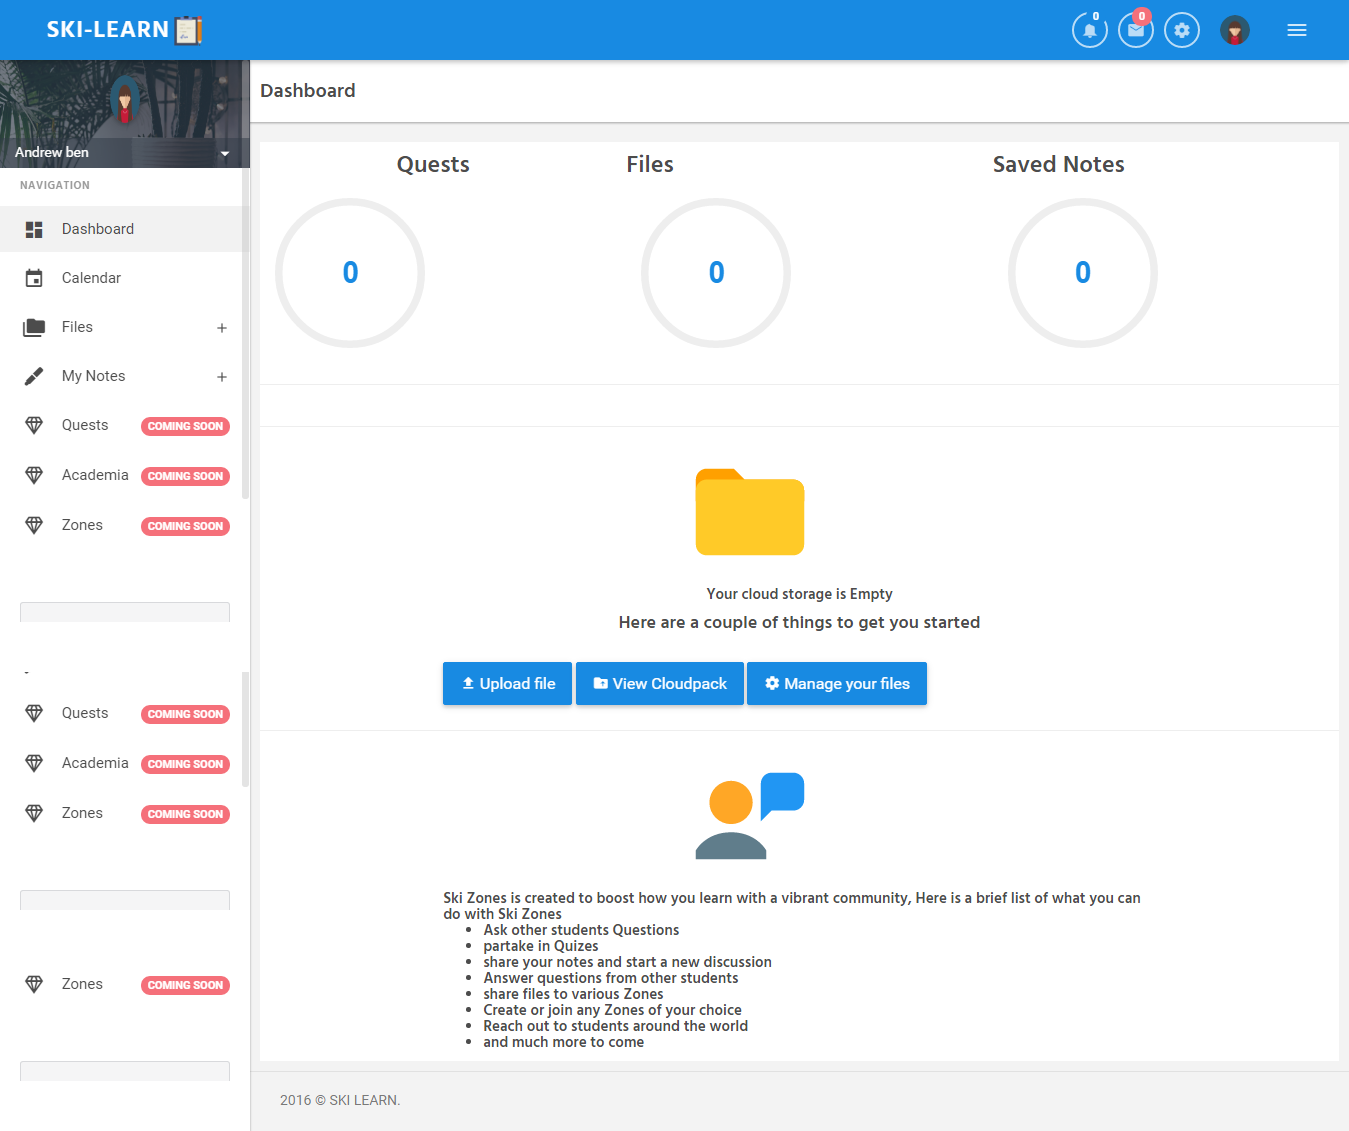 SKI-LEARN
0
0
Dashboard
Andrew ben
NAVIGATION
Dashboard
Calendar
Files
My Notes
Quests COMING SOON
Academia COMING SOON
Zones COMING SOON
Quests COMING SOON
Academia COMING SOON
Zones COMING SOON
Zones COMING SOON
Quests
Files
Saved Notes
0
0
0
Your cloud storage is Empty
Here are a couple of things to get you started
Upload file
View Cloudpack
Manage your files
Ski Zones is created to boost how you learn with a vibrant community, Here is a brief list of what you can
do with Ski Zones
Ask other students Questions
partake in Quizes
share your notes and start a new discussion
Answer questions from other students
share files to various Zones
Create or join any Zones of your choice
Reach out to students around the world
and much more to come
2016 © SKI LEARN.